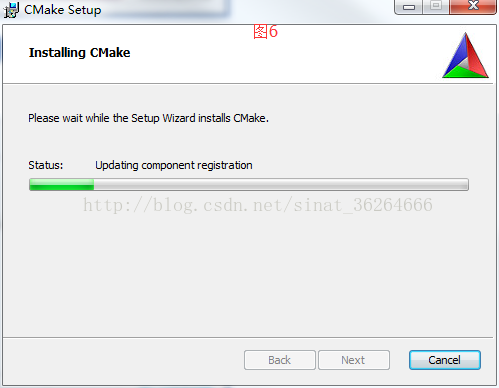 CMake Setup
图6
Installing CMake
Please wait while the Setup Wizard installs CMake.
Status: Updating component registration
http://blog.csdn.net/sinat_36264666
Back Next Cancel